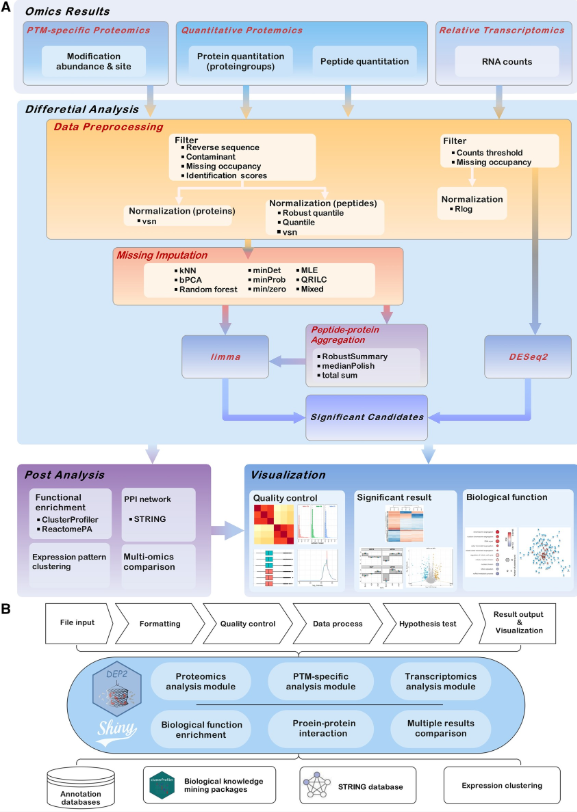 A
Omics Results
PTM-specific Proteomics
Modification
abundance & site
Quantitative Protemoics
Protein quantitation
(proteingroups)
Peptide quantitation
Relative Transcriptomics
RNA counts
Differetial Analysis
Data Preprocessing
Filter
▪ Reverse sequence
▪ Contaminant
▪ Missing occupancy
▪ Identification scores
Normalization (proteins)
▪ vsn
Normalization (peptides)
▪ Robust quantile
▪ Quantile
▪ vsn
Filter
▪ Counts threshold
▪ Missing occupancy
Normalization
▪ Rlog
Missing Imputation
▪ kNN
▪ bPCA
▪ Random forest
▪ minDet
▪ minProb
▪ min/zero
▪ MLE
▪ QRILC
▪ Mixed
limma
Peptide-protein
Aggregation
▪ RobustSummary
▪ medianPolish
▪ total sum
DESeq2
Significant Candidates
Post Analysis
Functional
enrichment
▪ ClusterProfiler
▪ ReactomePA
PPI network
▪ STRING
Expression pattern
clustering
Multi-omics
comparison
Visualization
Quality control
Significant result
Biological function
B
File input
Formatting
Quality control
Data process
Hypothesis test
Result output
&
Visualization
DEP2
Shiny
Proteomics
analysis module
PTM-specific
analysis module
Transcriptomics
analysis module
Biological function
enrichment
Proein-protein
interaction
Multiple results
comparison
Annotation
databases
clusterProfiler
Biological knowledge
mining packages
STRING database
Expression clustering